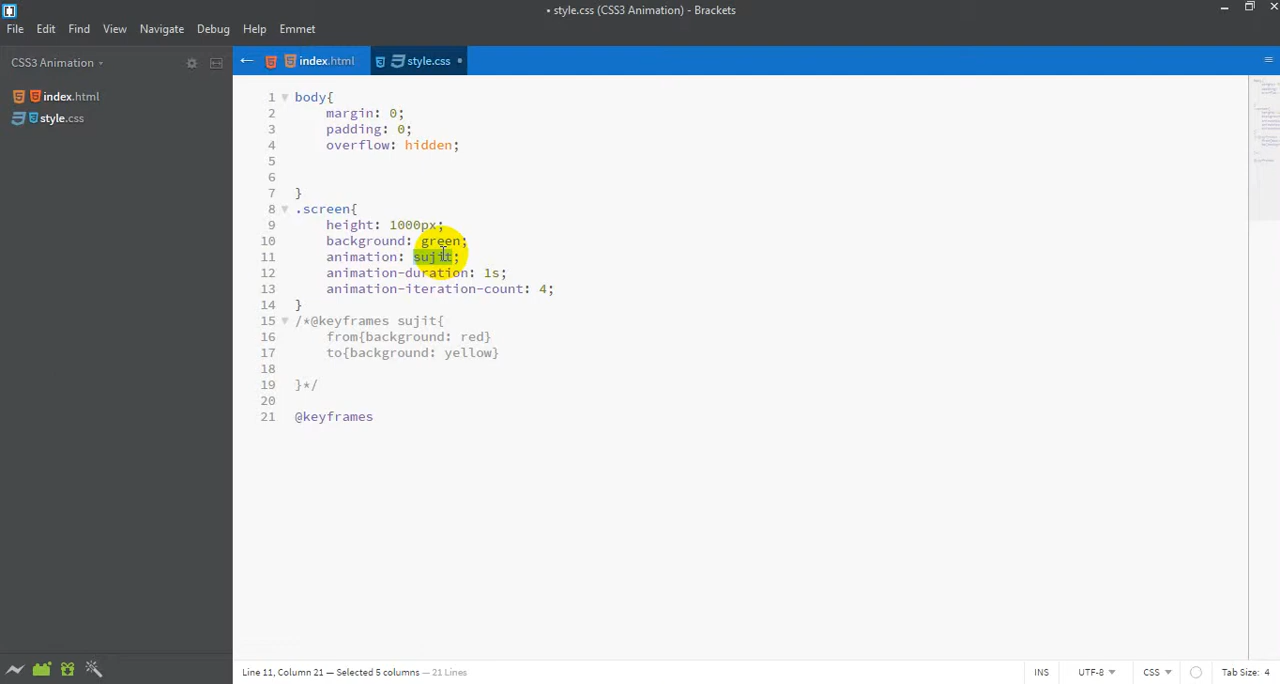 • style.css (CSS3 Animation) - Brackets
File Edit Find View Navigate Debug Help Emmet
CSS3 Animation
index.html
style.css
← index.html style.css •
1 body{
2 margin: 0;
3 padding: 0;
4 overflow: hidden;
5
6
7 }
8 .screen{
9 height: 1000px;
10 background: green;
11 animation: sujit;
12 animation-duration: 1s;
13 animation-iteration-count: 4;
14 }
15 /*@keyframes sujit{
16 from{background: red}
17 to{background: yellow}
18
19 }*/
20
21 @keyframes
Line 11, Column 21 — Selected 5 columns — 21 Lines
INS UTF-8 CSS Tab Size: 4